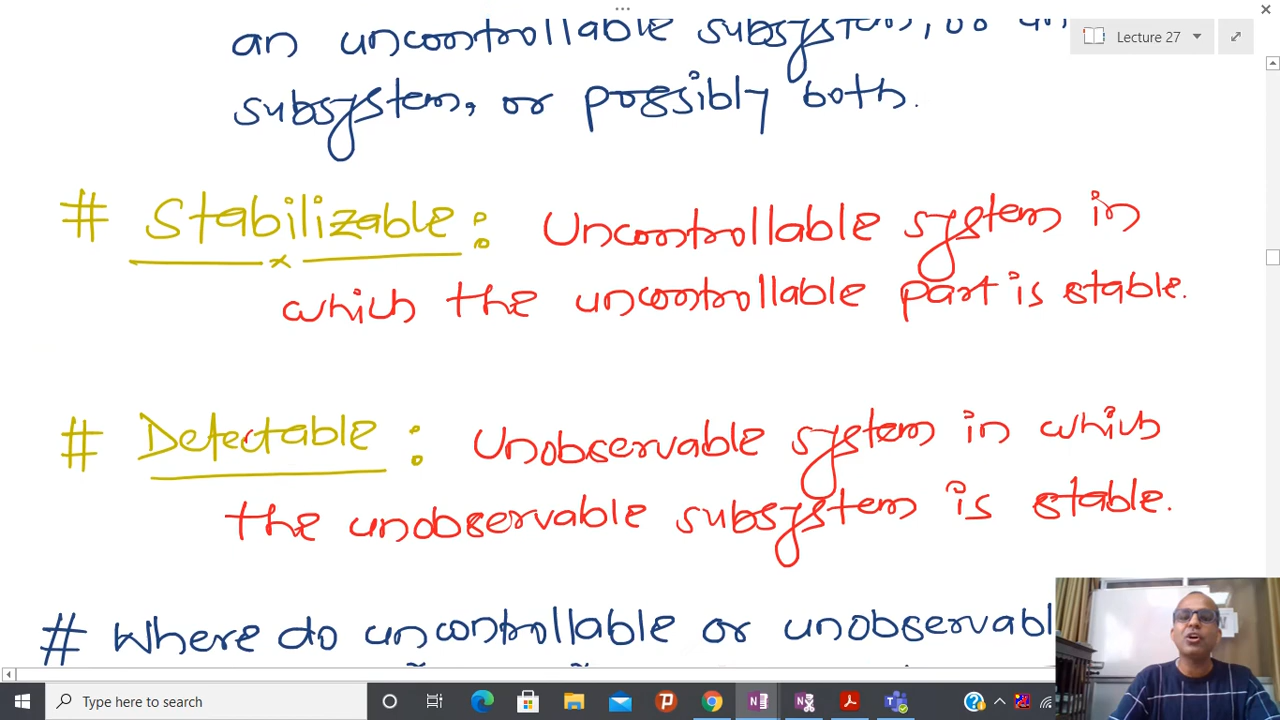 an uncontrollable subsystem, or an
Lecture 27
subsystem, or possibly both.
# Stabilizable: Uncontrollable system in
which the uncontrollable part is stable.
# Detectable: Unobservable system in which
the unobservable subsystem is stable.
# Where do uncontrollable or unobservabl
Type here to search